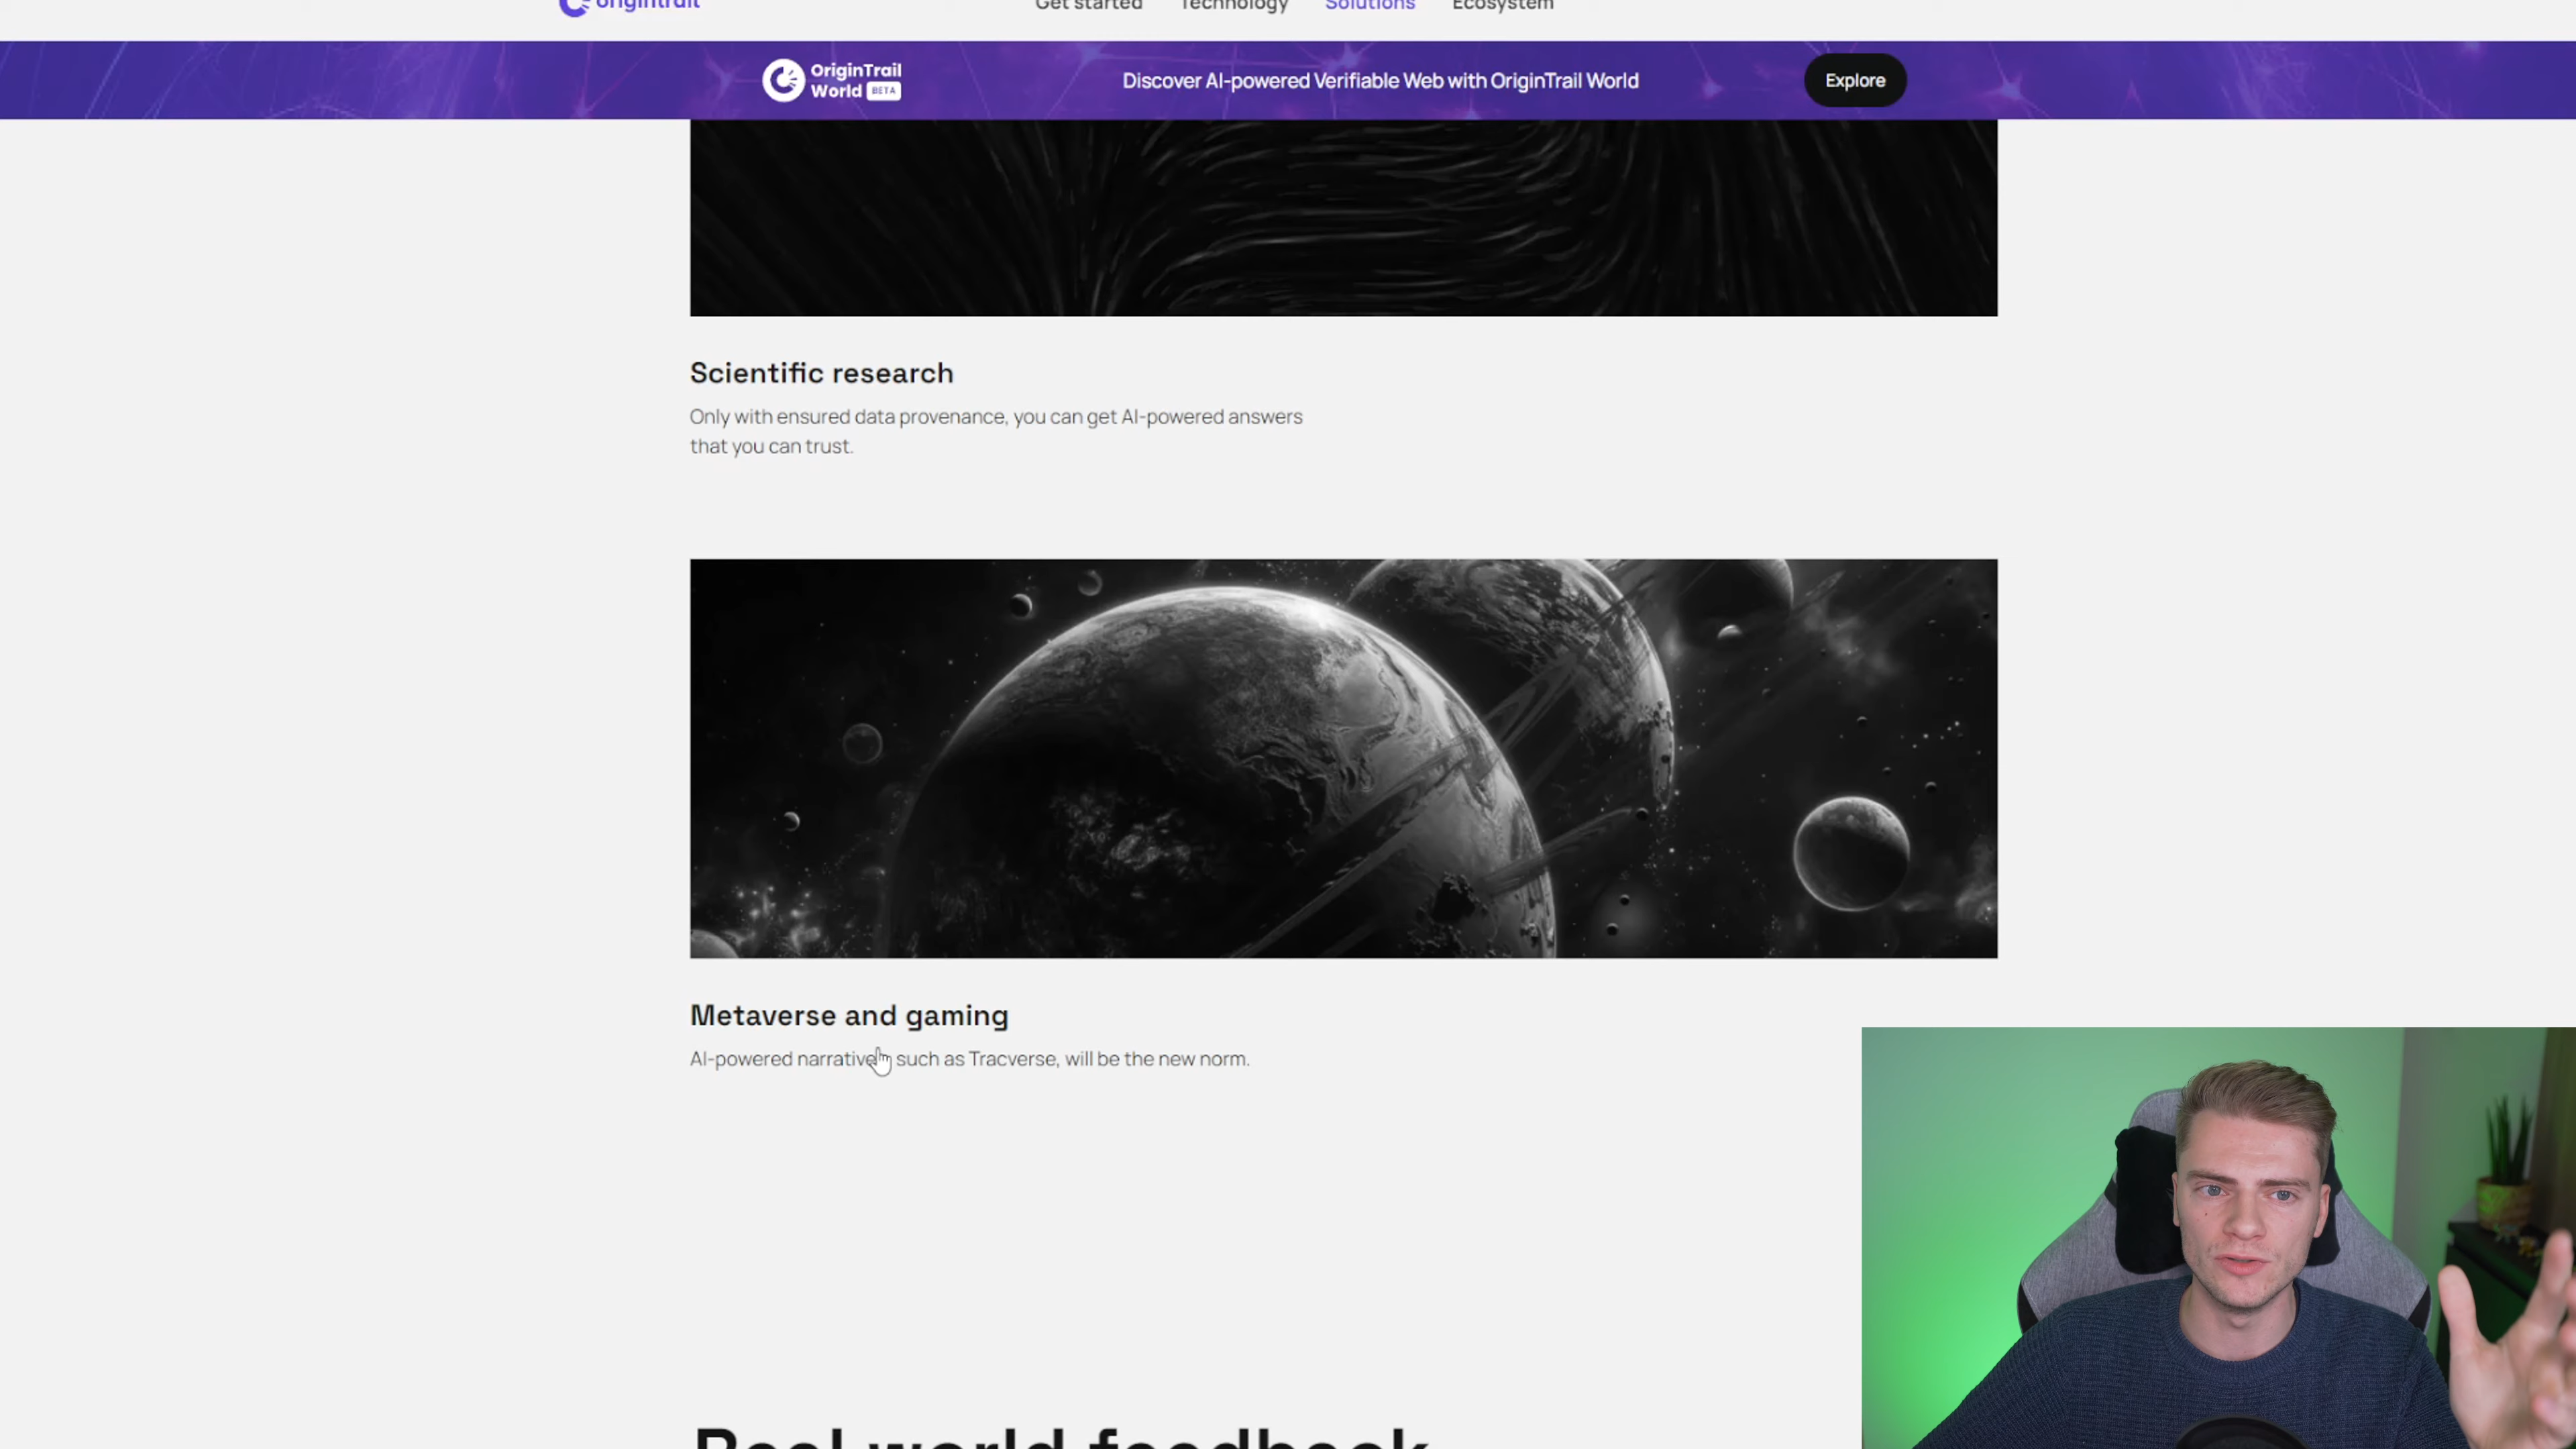 origintrail
Get started Technology Solutions Ecosystem
OriginTrail
World BETA
Discover AI-powered Verifiable Web with OriginTrail World
Explore
Scientific research
Only with ensured data provenance, you can get AI-powered answers
that you can trust.
Metaverse and gaming
AI-powered narrative such as Tracverse, will be the new norm.
Real world feedback